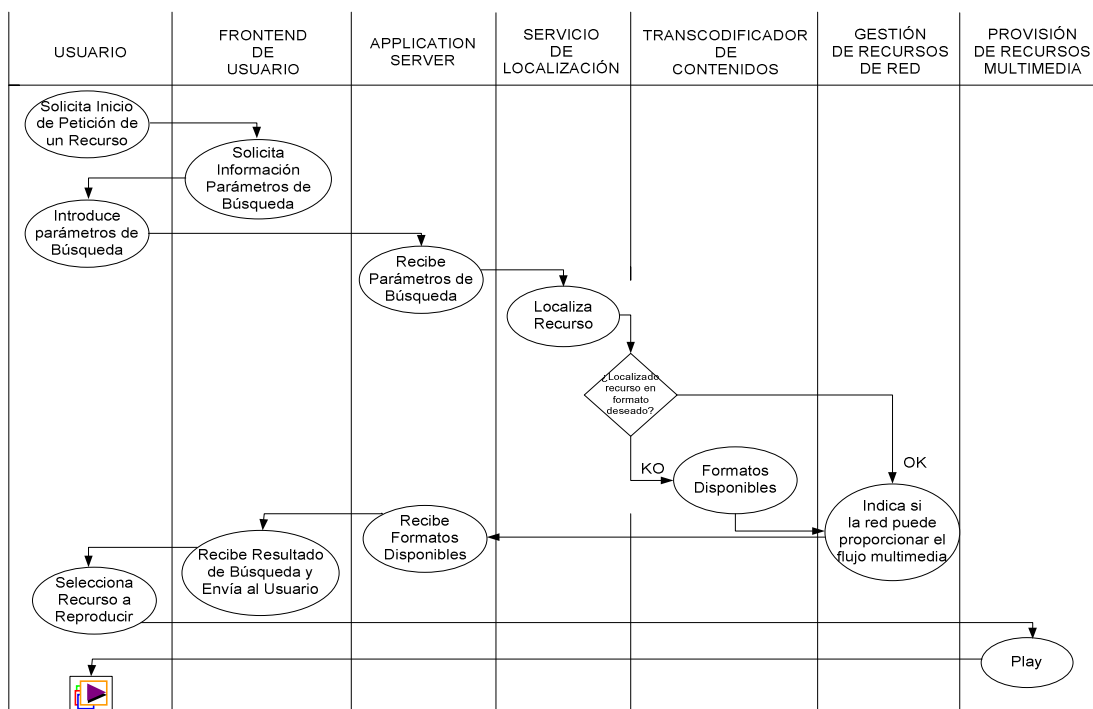 USUARIO
FRONTEND
DE
USUARIO
APPLICATION
SERVER
SERVICIO
DE
LOCALIZACIÓN
TRANSCODIFICADOR
DE
CONTENIDOS
GESTIÓN
DE RECURSOS
DE RED
PROVISIÓN
DE RECURSOS
MULTIMEDIA
Solicita Inicio
de Petición de
un Recurso
Solicita
Información
Parámetros de
Búsqueda
Introduce
parámetros de
Búsqueda
Recibe
Parámetros de
Búsqueda
Localiza
Recurso
¿Localizado
recurso en
formato
deseado?
KO
Formatos
Disponibles
OK
Indica si
la red puede
proporcionar el
flujo multimedia
Recibe
Formatos
Disponibles
Recibe Resultado
de Búsqueda y
Envía al Usuario
Selecciona
Recurso a
Reproducir
Play